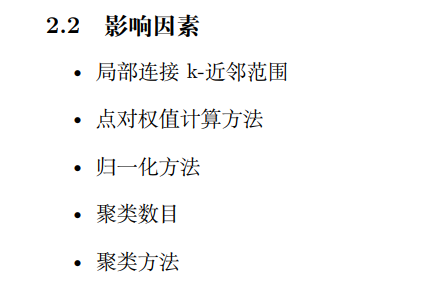 2.2 影响因素
• 局部连接 k-近邻范围
• 点对权值计算方法
• 归一化方法
• 聚类数目
• 聚类方法